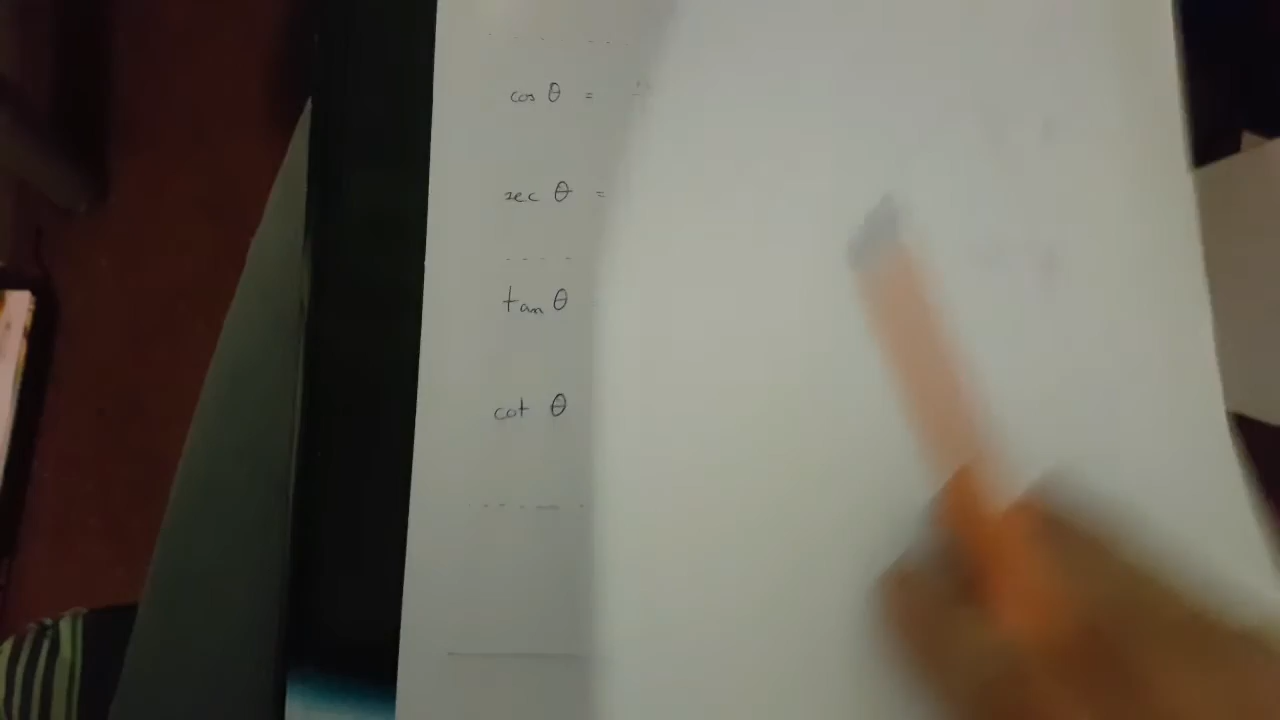 cos θ =
sec θ =
tan θ
cot θ